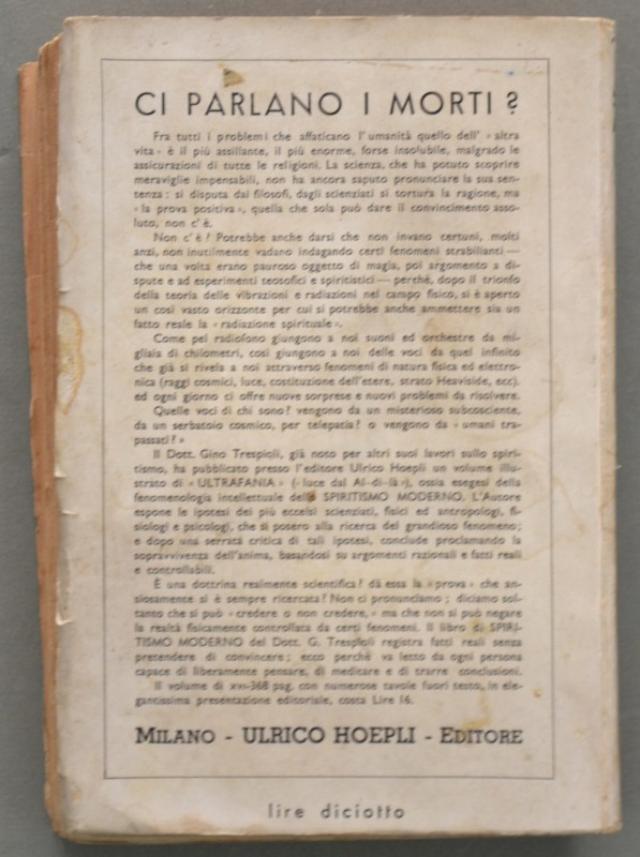 CI PARLANO I MORTI?
Fra tutti i problemi che affaticano l'umanità quello dell' « altra
vita » è il più assillante, il più enorme, forse insolubile, malgrado le
assicurazioni di tutte le religioni. La scienza, che ha potuto scoprire
meraviglie impensabili, non ha ancora saputo pronunciare la sua sen-
tenza: si disputa dai filosofi, dagli scienziati si tortura la ragione, ma
« la prova positiva », quella che sola può dare il convincimento asso-
luto, non c'è.
Non c'è? Potrebbe anche darsi che non invano certuni, molti
anzi, non inutilmente vadano indagando certi fenomeni strabilianti —
che una volta erano pauroso oggetto di magia, poi argomento a di-
spute e ad esperimenti teosofici e spiritistici — perchè, dopo il trionfo
della teoria delle vibrazioni e radiazioni nel campo fisico, si è aperto
un così vasto orizzonte per cui si potrebbe anche ammettere sia un
fatto reale la « radiazione spirituale ».
Come pel radiofono giungono a noi suoni ed orchestre da mi-
gliaia di chilometri, così giungono a noi delle voci da quel infinito
che già si rivela a noi attraverso fenomeni di natura fisica ed elettro-
nica (raggi cosmici, luce, costituzione dell'etere, strato Heaviside, ecc).
ed ogni giorno ci offre nuove sorprese e nuovi problemi da risolvere.
Quelle voci di chi sono? vengono da un misterioso subcosciente,
da un serbatoio cosmico, per telepatia? o vengono da « umani tra-
passati? »
Il Dott. Gino Trespioli, già noto per altri suoi lavori sullo spiri-
tismo, ha pubblicato presso l'editore Ulrico Hoepli un volume illu-
strato di « ULTRAFANIA » (« luce dal Al-di-là »), ossia esegesi della
fenomenologia intellettuale dello SPIRITISMO MODERNO. L'Autore
espone le ipotesi dei più eccelsi scienziati, fisici ed antropologi, fi-
siologi e psicologi, che si posero alla ricerca del grandioso fenomeno;
e dopo una serrata critica di tali ipotesi, conclude proclamando la
sopravvivenza dell'anima, basandosi su argomenti razionali e fatti reali
e controllabili.
È una dottrina realmente scientifica? dà essa la « prova » che an-
siosamente si è sempre ricercata? Non ci pronunciamo; diciamo sol-
tanto che si può « credere o non credere, » ma che non si può negare
la realtà fisicamente controllata da certi fenomeni. Il libro di SPIRI-
TISMO MODERNO del Dott. G. Trespioli registra fatti reali senza
pretendere di convincere; ecco perchè va letto da ogni persona
capace di liberamente pensare, di medicare e di trarre conclusioni.
Il volume di XVI-368 pag. con numerose tavole fuori testo, in ele-
gantissima presentazione editoriale, costa Lire 16.
MILANO - ULRICO HOEPLI - EDITORE
lire diciotto